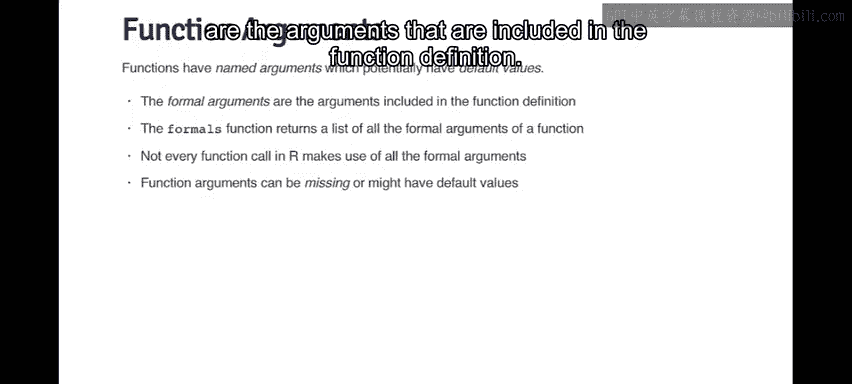 Function Arguments
are the arguments that are included in the
function definition.
Functions have named arguments which potentially have default values.
· The formal arguments are the arguments included in the function definition
· The formals function returns a list of all the formal arguments of a function
· Not every function call in R makes use of all the formal arguments
· Function arguments can be missing or might have default values